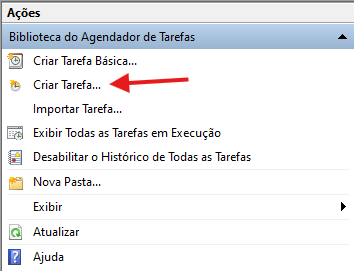 Ações
Biblioteca do Agendador de Tarefas
Criar Tarefa Básica...
Criar Tarefa...
Importar Tarefa...
Exibir Todas as Tarefas em Execução
Desabilitar o Histórico de Todas as Tarefas
Nova Pasta...
Exibir
Atualizar
Ajuda